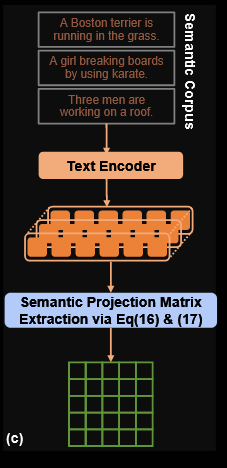 A Boston terrier is
running in the grass.
A girl breaking boards
by using karate.
Three men are
working on a roof.
Semantic Corpus
Text Encoder
Semantic Projection Matrix
Extraction via Eq(16) & (17)
(c)